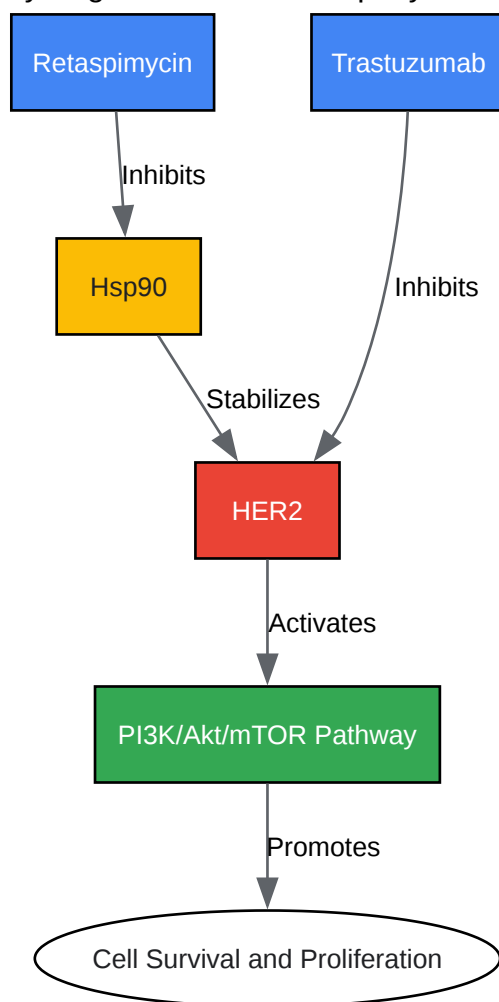 Retaspimycin
Trastuzumab
Inhibits
Hsp90
Inhibits
Stabilizes
HER2
Activates
PI3K/Akt/mTOR Pathway
Promotes
Cell Survival and Proliferation